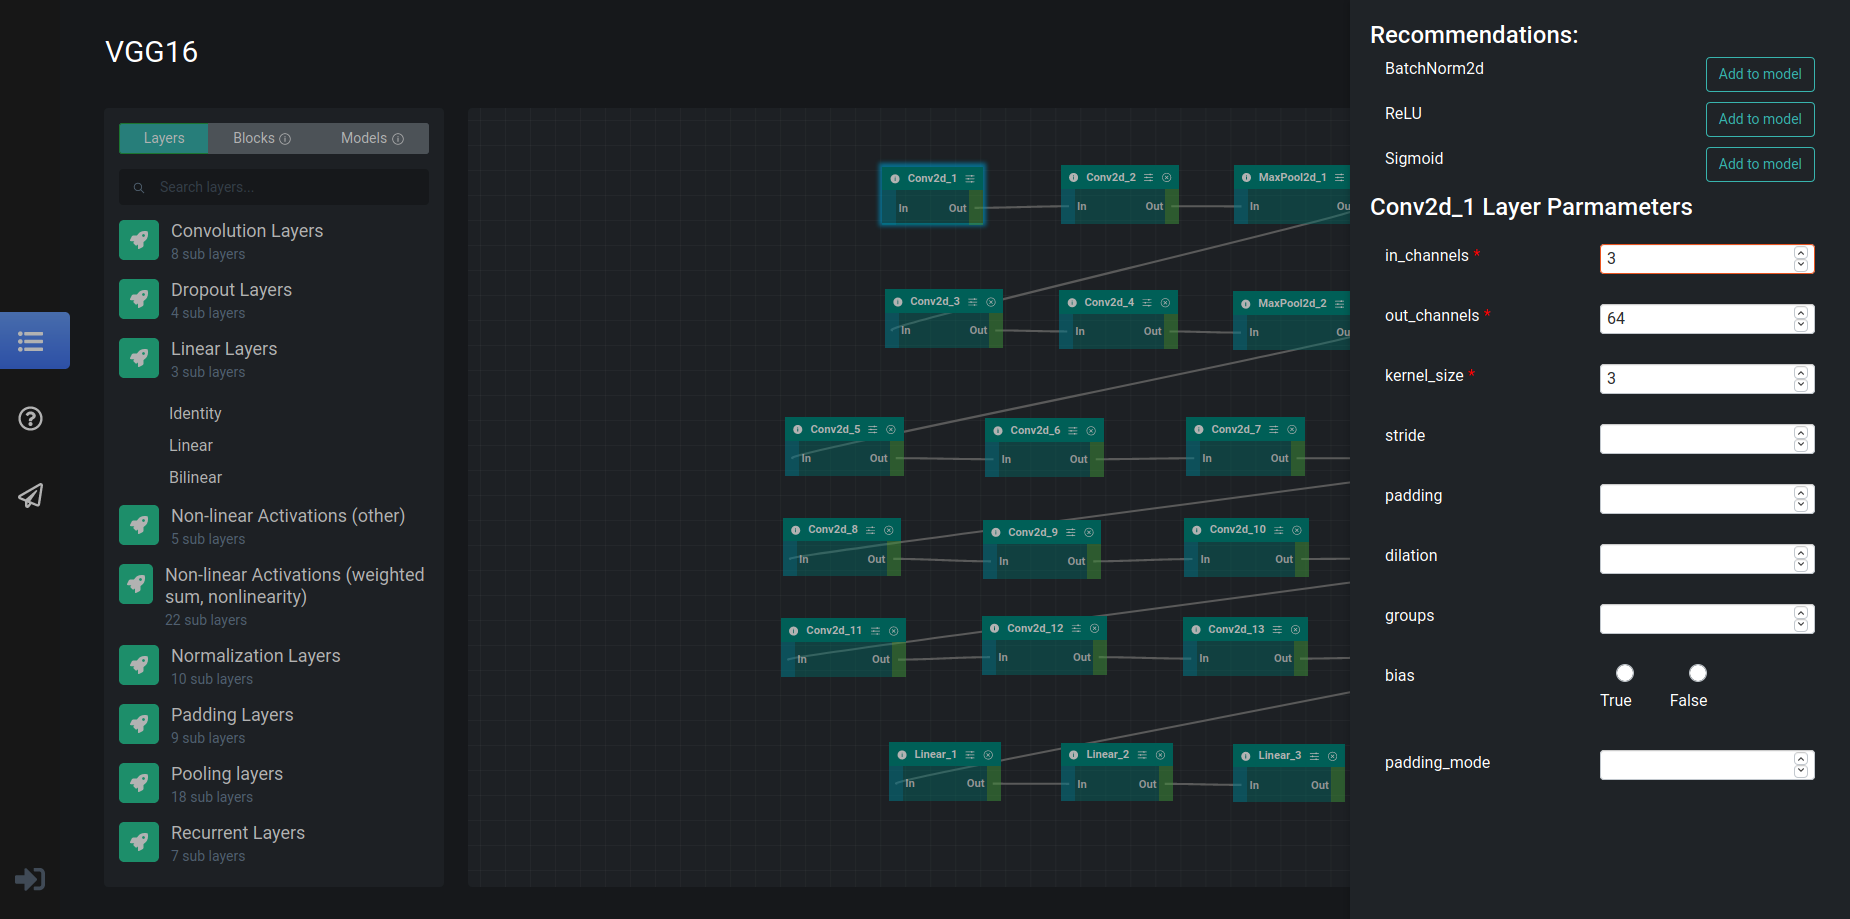 VGG16
Layers
Blocks
Models
Search layers...
Convolution Layers
8 sub layers
Dropout Layers
4 sub layers
Linear Layers
3 sub layers
Identity
Linear
Bilinear
Non-linear Activations (other)
5 sub layers
Non-linear Activations (weighted
sum, nonlinearity)
22 sub layers
Normalization Layers
10 sub layers
Padding Layers
9 sub layers
Pooling layers
18 sub layers
Recurrent Layers
7 sub layers
Conv2d_1
In Out
Conv2d_2
In Out
MaxPool2d_1
In Ou
Conv2d_3
In Out
Conv2d_4
In Out
MaxPool2d_2
In Ou
Conv2d_5
In Out
Conv2d_6
In Out
Conv2d_7
In Out
Conv2d_8
In Out
Conv2d_9
In Out
Conv2d_10
In Out
Conv2d_11
In Out
Conv2d_12
In Out
Conv2d_13
In Out
Linear_1
In Out
Linear_2
In Out
Linear_3
In Out
Recommendations:
BatchNorm2d Add to model
ReLU Add to model
Sigmoid Add to model
Conv2d_1 Layer Parmameters
in_channels * 3
out_channels * 64
kernel_size * 3
stride
padding
dilation
groups
bias
True False
padding_mode